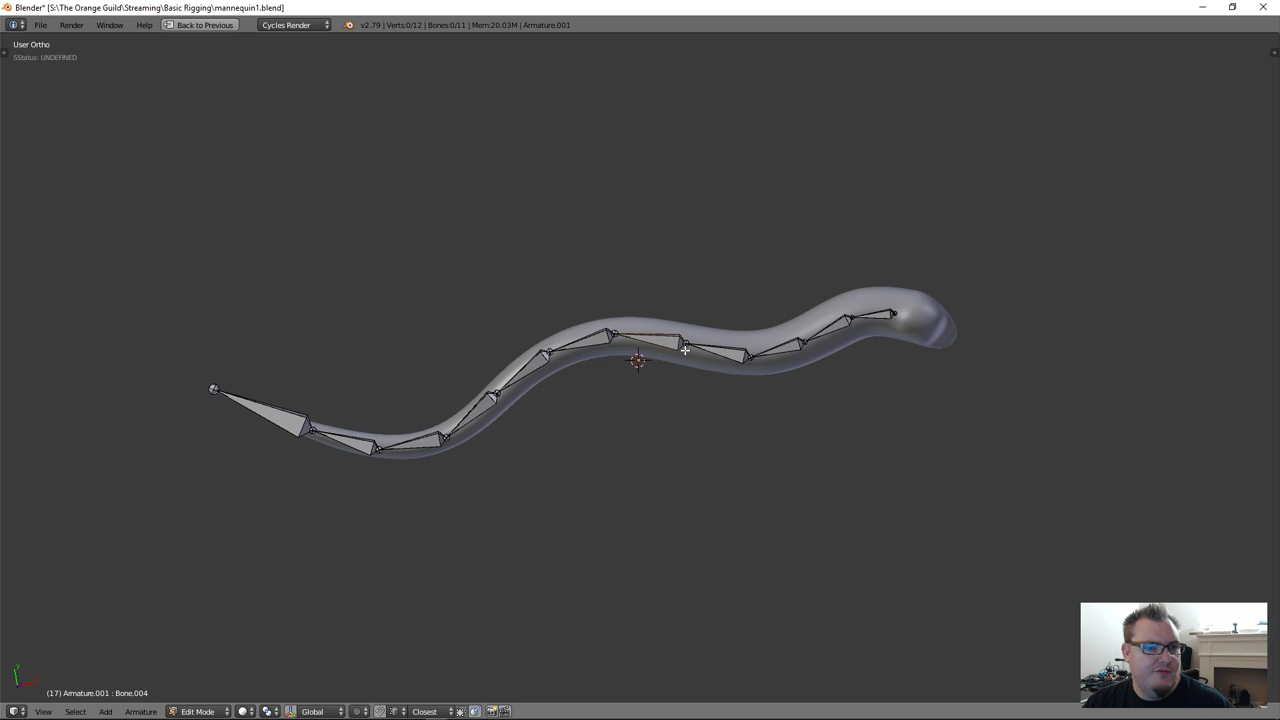 Blender* [S:\The Orange Guild\Streaming\Basic Rigging\mannequin1.blend]
File Render Window Help Back to Previous Cycles Render v2.79 | Verts:0/12 | Bones:0/11 | Mem:20.03M | Armature.001
User Ortho
SStatus: UNDEFINED
y
(17) Armature.001 : Bone.004
View Select Add Armature Edit Mode Global Closest